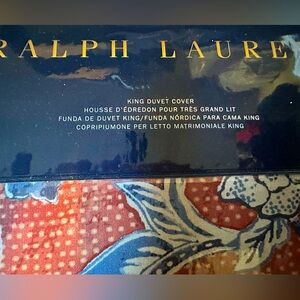 RALPH LAURE
KING DUVET COVER
HOUSSE D'ÉDREDON POUR TRÈS GRAND LIT
FUNDA DE DUVET KING/FUNDA NÓRDICA PARA CAMA KING
COPRIPIUMONE PER LETTO MATRIMONIALE KING